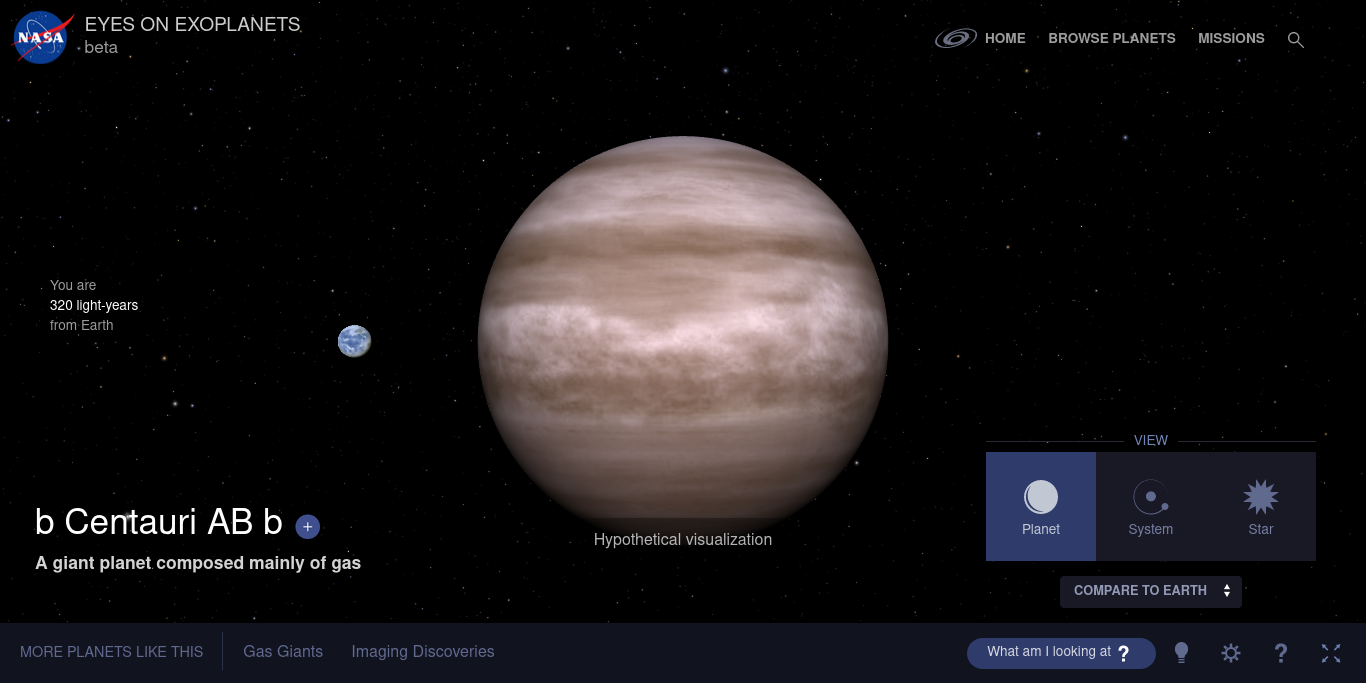 NASA
EYES ON EXOPLANETS
beta
HOME
BROWSE PLANETS
MISSIONS
You are
320 light-years
from Earth
b Centauri AB b +
A giant planet composed mainly of gas
Hypothetical visualization
VIEW
Planet
System
Star
COMPARE TO EARTH
MORE PLANETS LIKE THIS
Gas Giants
Imaging Discoveries
What am I looking at ?
?